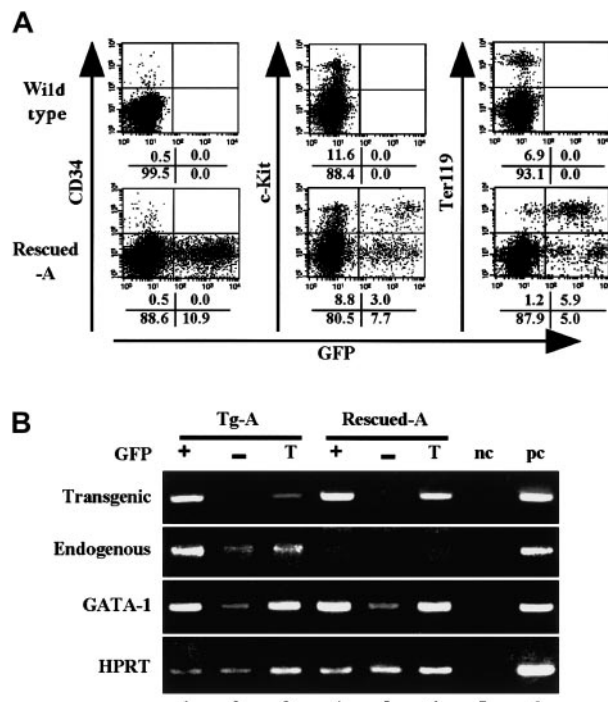 A
Wild type
CD34
c-Kit
Ter119
0.5 0.0
99.5 0.0
11.6 0.0
88.4 0.0
6.9 0.0
93.1 0.0
Rescued -A
0.5 0.0
88.6 10.9
8.8 3.0
80.5 7.7
1.2 5.9
87.9 5.0
GFP
B
Tg-A Rescued-A
GFP + - T + - T nc pc
Transgenic
Endogenous
GATA-1
HPRT